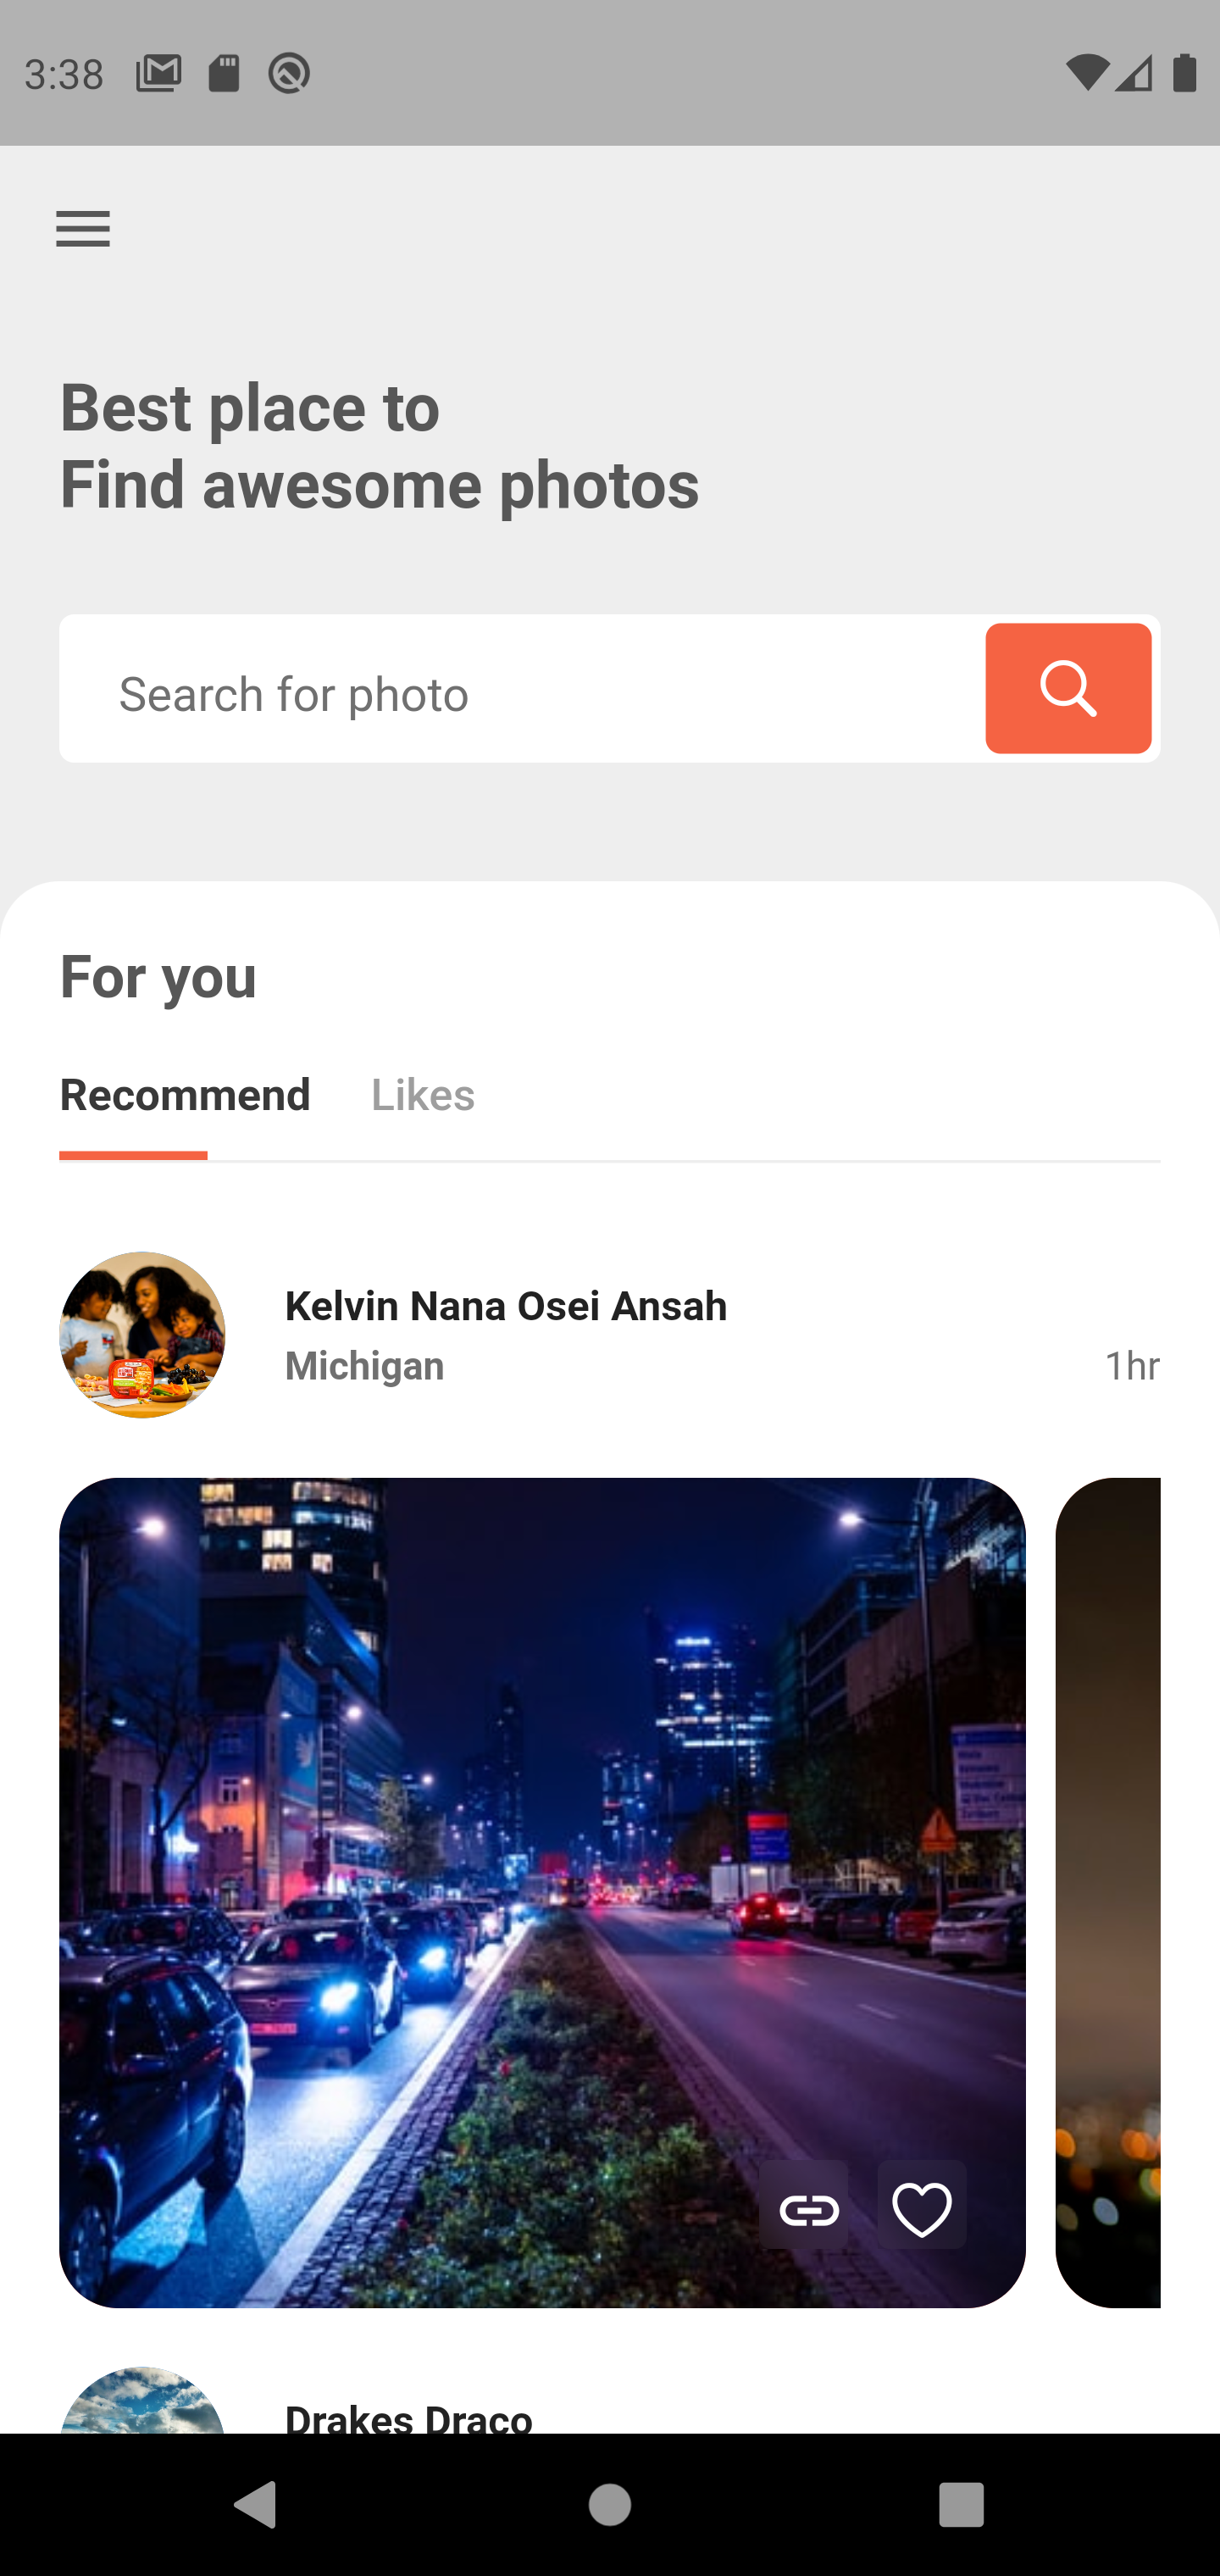 3:38
Best place to
Find awesome photos
Search for photo
For you
Recommend Likes
Kelvin Nana Osei Ansah
Michigan 1hr
Drakes Draco